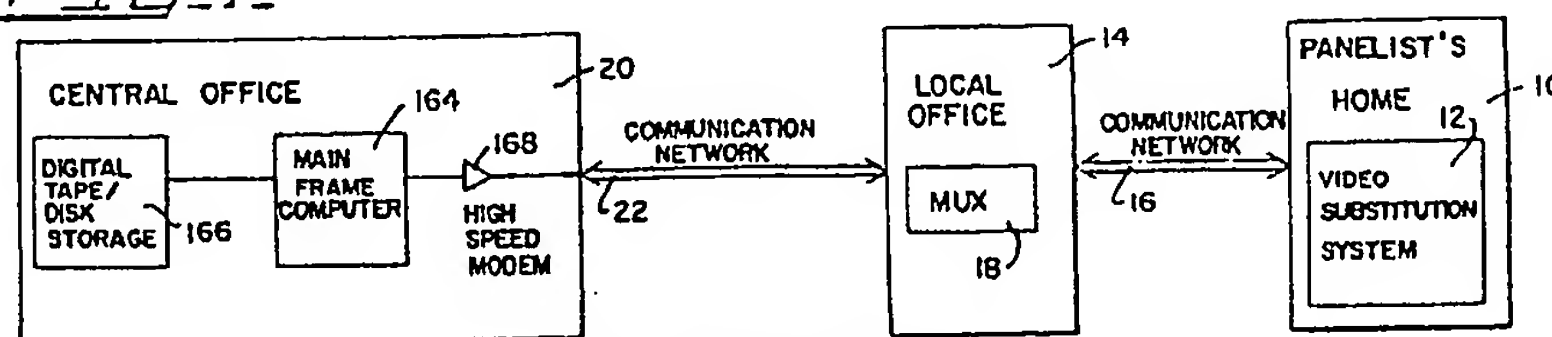 CENTRAL OFFICE
20
164
DIGITAL
TAPE/
DISK
STORAGE
166
MAIN
FRAME
COMPUTER
168
HIGH
SPEED
MODEM
COMMUNICATION
NETWORK
22
14
LOCAL
OFFICE
MUX
18
COMMUNICATION
NETWORK
16
PANELIST'S
HOME
10
12
VIDEO
SUBSTITUTION
SYSTEM